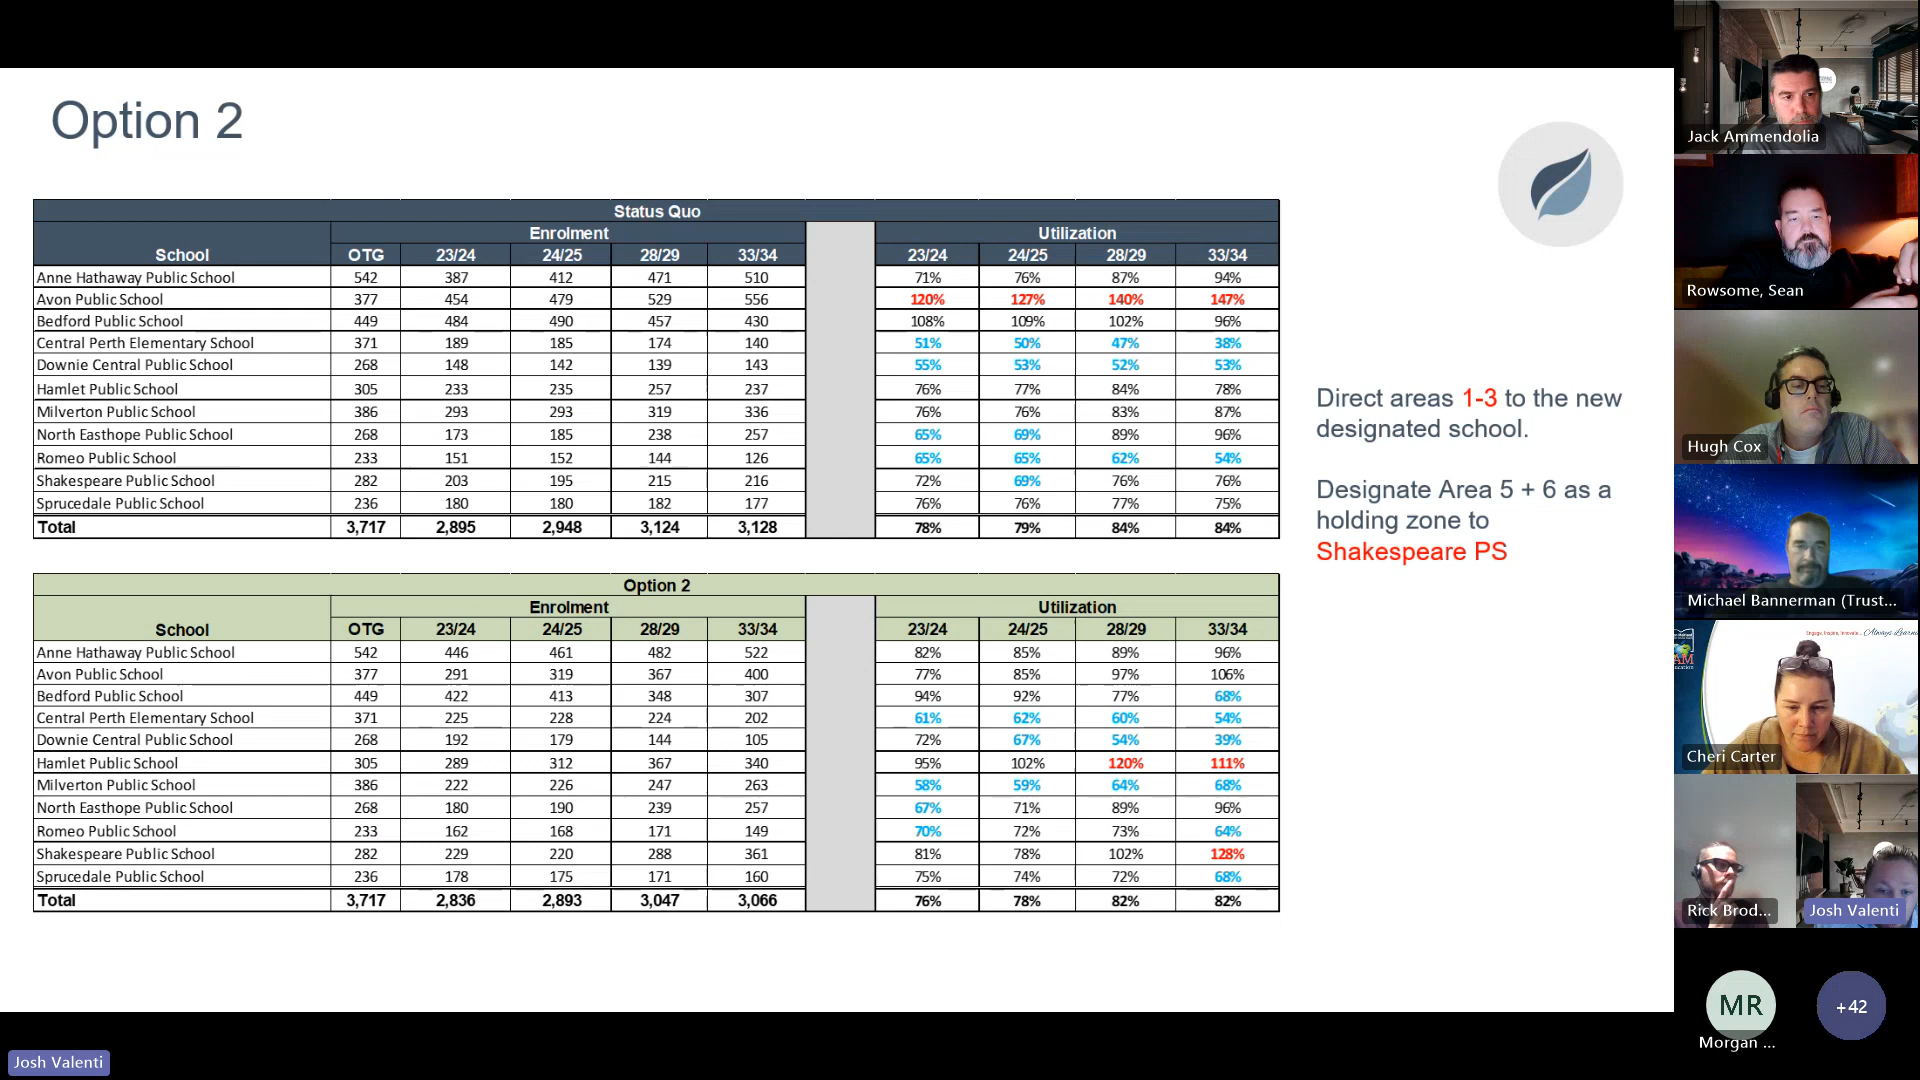 Option 2
Status Quo
Enrolment Utilization
School OTG 23/24 24/25 28/29 33/34 23/24 24/25 28/29 33/34
Anne Hathaway Public School 542 387 412 471 510 71% 76% 87% 94%
Avon Public School 377 454 479 529 556 120% 127% 140% 147%
Bedford Public School 449 484 490 457 430 108% 109% 102% 96%
Central Perth Elementary School 371 189 185 174 140 51% 50% 47% 38%
Downie Central Public School 268 148 142 139 143 55% 53% 52% 53%
Hamlet Public School 305 233 235 257 237 76% 77% 84% 78%
Milverton Public School 386 293 293 319 336 76% 76% 83% 87%
North Easthope Public School 268 173 185 238 257 65% 69% 89% 96%
Romeo Public School 233 151 152 144 126 65% 65% 62% 54%
Shakespeare Public School 282 203 195 215 216 72% 69% 76% 76%
Sprucedale Public School 236 180 180 182 177 76% 76% 77% 75%
Total 3,717 2,895 2,948 3,124 3,128 78% 79% 84% 84%
Option 2
Enrolment Utilization
School OTG 23/24 24/25 28/29 33/34 23/24 24/25 28/29 33/34
Anne Hathaway Public School 542 446 461 482 522 82% 85% 89% 96%
Avon Public School 377 291 319 367 400 77% 85% 97% 106%
Bedford Public School 449 422 413 348 307 94% 92% 77% 68%
Central Perth Elementary School 371 225 228 224 202 61% 62% 60% 54%
Downie Central Public School 268 192 179 144 105 72% 67% 54% 39%
Hamlet Public School 305 289 312 367 340 95% 102% 120% 111%
Milverton Public School 386 222 226 247 263 58% 59% 64% 68%
North Easthope Public School 268 180 190 239 257 67% 71% 89% 96%
Romeo Public School 233 162 168 171 149 70% 72% 73% 64%
Shakespeare Public School 282 229 220 288 361 81% 78% 102% 128%
Sprucedale Public School 236 178 175 171 160 75% 74% 72% 68%
Total 3,717 2,836 2,893 3,047 3,066 76% 78% 82% 82%
Direct areas 1-3 to the new
designated school.
Designate Area 5 + 6 as a
holding zone to
Shakespeare PS
Jack Ammendolia
Rowsome, Sean
Hugh Cox
Michael Bannerman (Trust...
Cheri Carter
Rick Brod...
Josh Valenti
MR
+42
Morgan ...
Josh Valenti